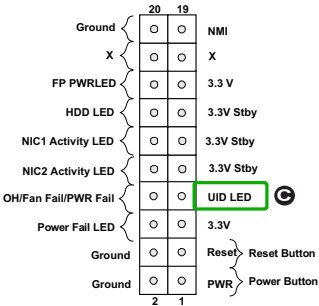 20 19
Ground NMI
X X
FP PWRLED 3.3 V
HDD LED 3.3V Stby
NIC1 Activity LED 3.3V Stby
NIC2 Activity LED 3.3V Stby
OH/Fan Fail/PWR Fail UID LED C
Power Fail LED 3.3V
Ground Reset Reset Button
Ground PWR Power Button
2 1